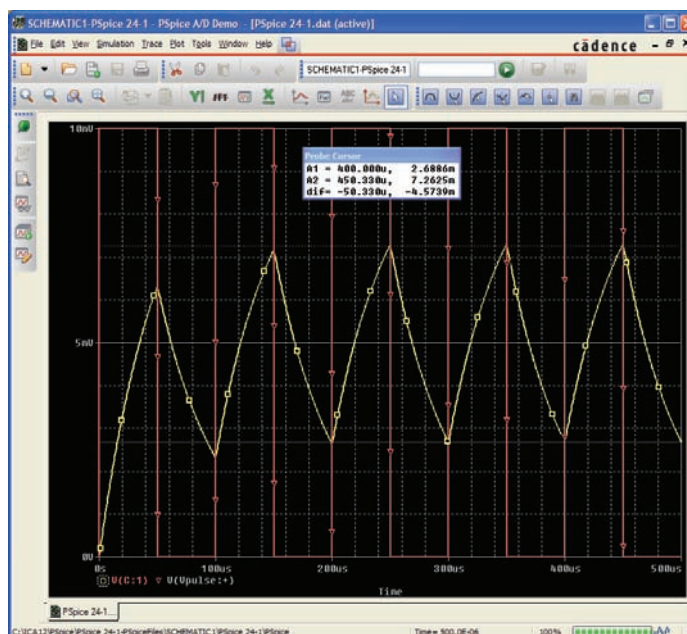 SCHEMATIC1-PSpice 24-1 - PSpice A/D Demo - [PSpice 24-1.dat (active)]
File Edit View Simulation Trace Plot Tools Window Help
cādence
SCHEMATIC1-PSpice 24-1
10mV
Probe Cursor
A1 = 400.000u, 2.6886m
A2 = 450.330u, 7.2625m
dif= -50.330u, -4.5739m
5mV
0V
0s 100us 200us 300us 400us 500us
V(C:1) V(Vpulse:+)
Time
PSpice 24-1...
Time= 500.0E-06 100%